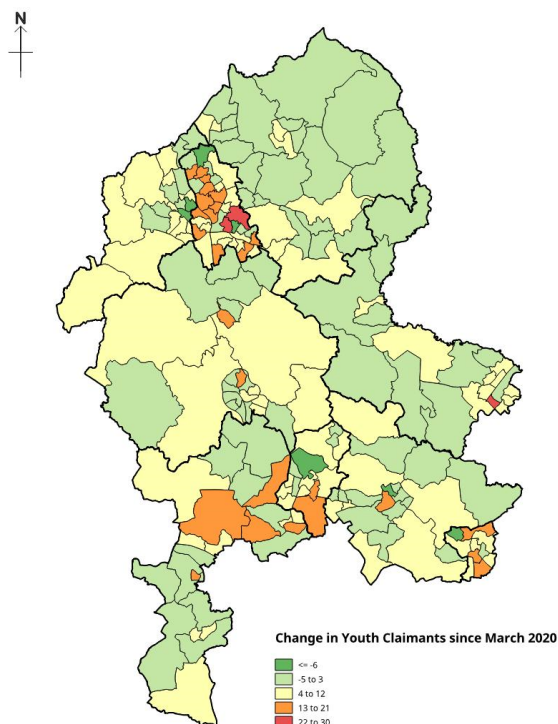 N
Change in Youth Claimants since March 2020
<= -6
-5 to 3
4 to 12
13 to 21
22 to 30